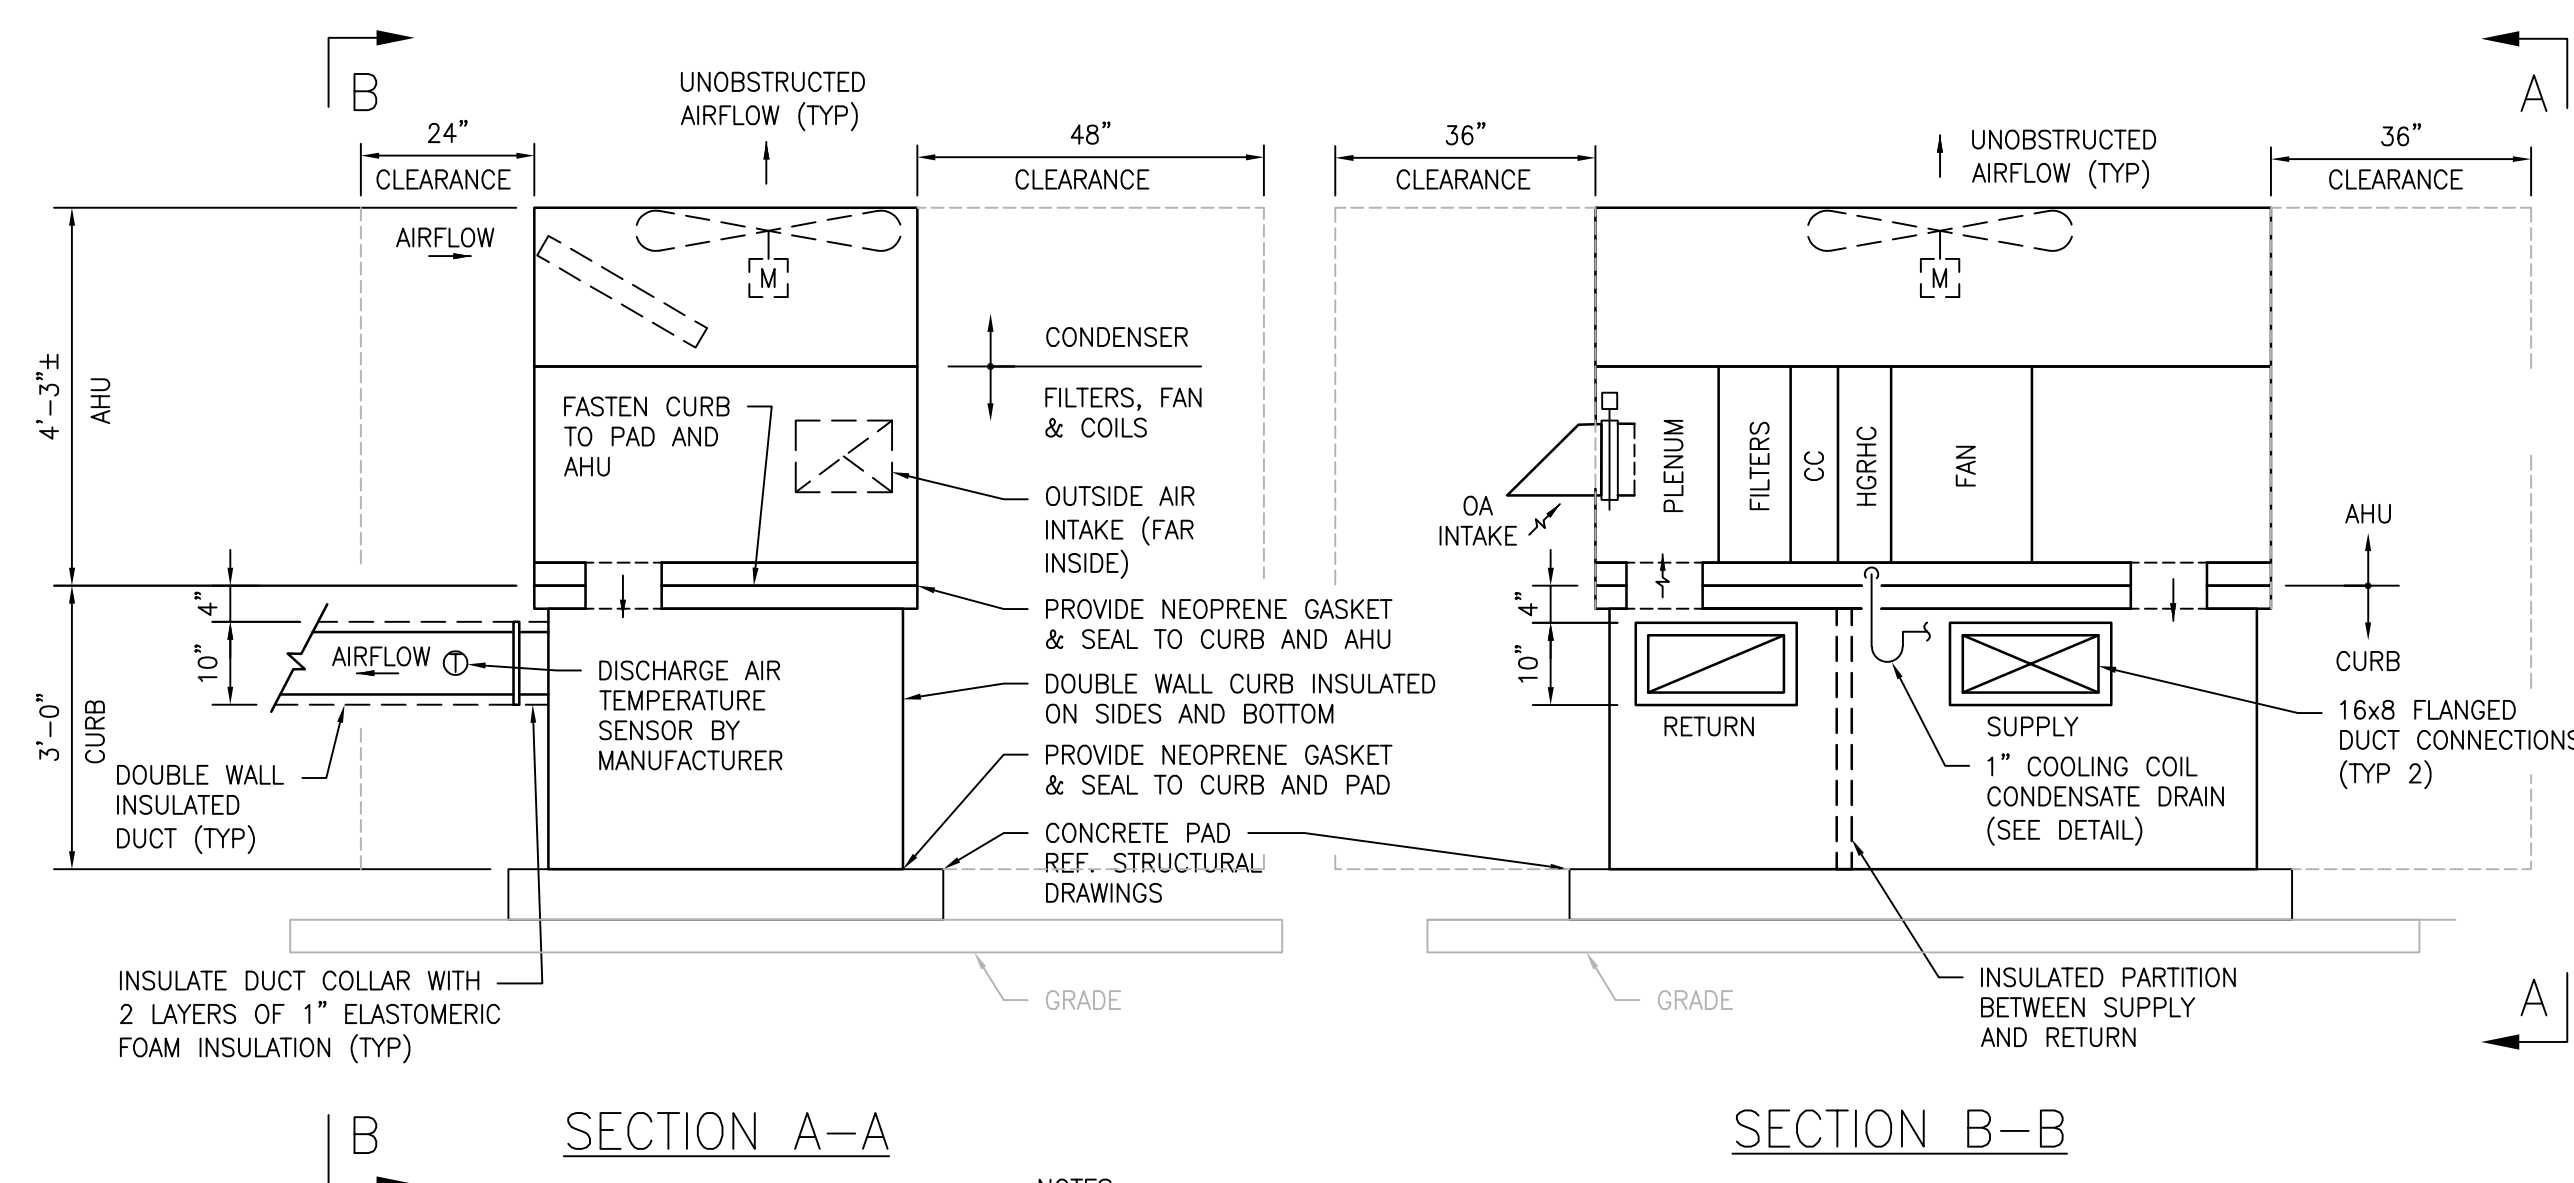 B
24”
CLEARANCE
UNOBSTRUCTED
AIRFLOW (TYP)
48”
CLEARANCE
AIRFLOW
M
4’-3”±
AHU
CONDENSER
FILTERS, FAN
& COILS
FASTEN CURB
TO PAD AND
AHU
OUTSIDE AIR
INTAKE (FAR
INSIDE)
PROVIDE NEOPRENE GASKET
& SEAL TO CURB AND AHU
4”
10”
AIRFLOW
T
DISCHARGE AIR
TEMPERATURE
SENSOR BY
MANUFACTURER
DOUBLE WALL CURB INSULATED
ON SIDES AND BOTTOM
3’-0”
CURB
PROVIDE NEOPRENE GASKET
& SEAL TO CURB AND PAD
DOUBLE WALL
INSULATED
DUCT (TYP)
CONCRETE PAD
REF. STRUCTURAL
DRAWINGS
INSULATE DUCT COLLAR WITH
2 LAYERS OF 1” ELASTOMERIC
FOAM INSULATION (TYP)
GRADE
B
SECTION A-A
A
36”
CLEARANCE
UNOBSTRUCTED
AIRFLOW (TYP)
36”
CLEARANCE
M
PLENUM
FILTERS
CC
HGRHC
FAN
OA
INTAKE
AHU
CURB
4”
10”
RETURN
SUPPLY
16x8 FLANGED
DUCT CONNECTIONS
(TYP 2)
1” COOLING COIL
CONDENSATE DRAIN
(SEE DETAIL)
INSULATED PARTITION
BETWEEN SUPPLY
AND RETURN
GRADE
A
SECTION B-B
NOTES